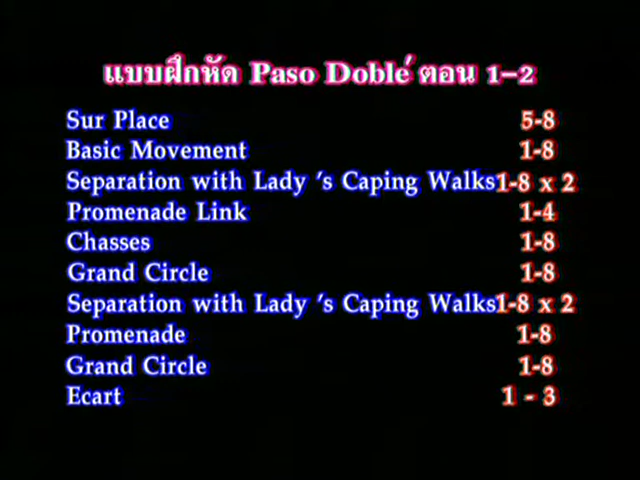 แบบฝึกหัด Paso Doblé ตอน 1-2
Sur Place 5-8
Basic Movement 1-8
Separation with Lady 's Caping Walks 1-8 x 2
Promenade Link 1-4
Chasses 1-8
Grand Circle 1-8
Separation with Lady 's Caping Walks 1-8 x 2
Promenade 1-8
Grand Circle 1-8
Ecart 1 - 3